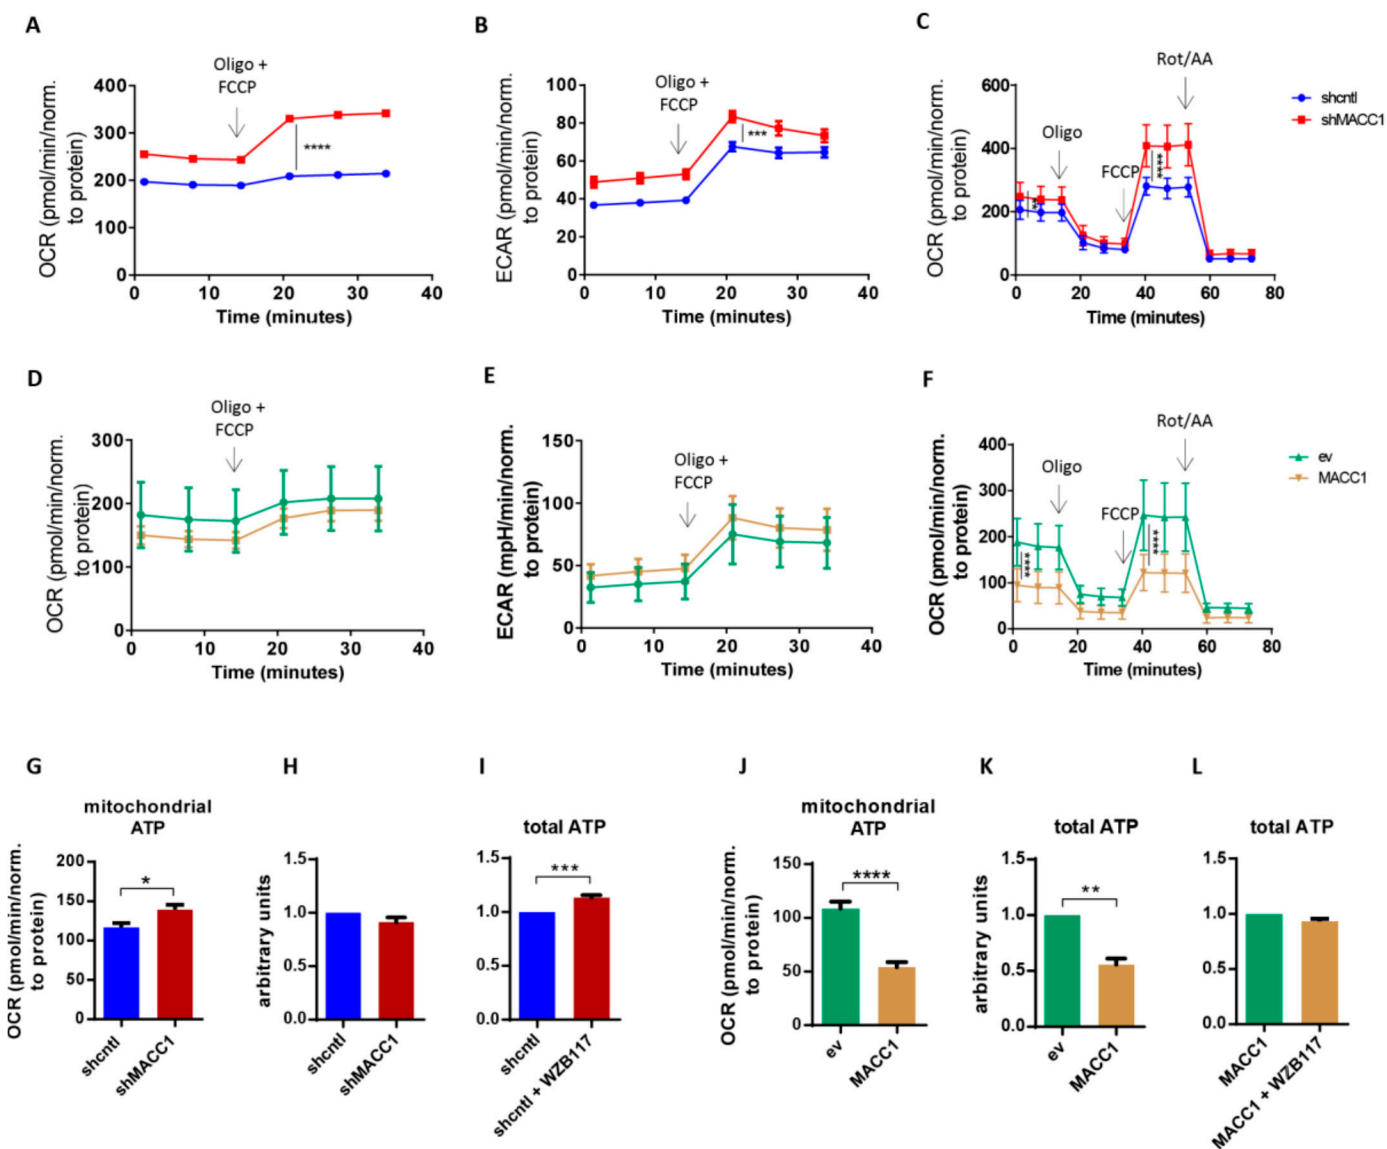 A
OCR (pmol/min/norm.
to protein)
400
300
200
100
0
Oligo +
FCCP
****
0 10 20 30 40
Time (minutes)
B
ECAR (pmol/min/norm.
to protein)
100
80
60
40
20
0
Oligo +
FCCP
***
0 10 20 30 40
Time (minutes)
C
OCR (pmol/min/norm.
to protein)
600
400
200
0
Oligo
FCCP
Rot/AA
**
****
0 20 40 60 80
Time (minutes)
shcntl
shMACC1
D
OCR (pmol/min/norm.
to protein)
300
200
100
0
Oligo +
FCCP
0 10 20 30 40
Time (minutes)
E
ECAR (mpH/min/norm.
to protein)
150
100
50
0
Oligo +
FCCP
0 10 20 30 40
Time (minutes)
F
OCR (pmol/min/norm.
to protein)
400
300
200
100
0
Oligo
FCCP
Rot/AA
****
****
0 20 40 60 80
Time (minutes)
ev
MACC1
G
mitochondrial
ATP
OCR (pmol/min/norm.
to protein)
200
150
100
50
0
*
shcntl
shMACC1
H
arbitrary units
1.5
1.0
0.5
0.0
shcntl
shMACC1
I
total ATP
1.5
1.0
0.5
0.0
***
shcntl
shcntl + WZB117
J
mitochondrial
ATP
OCR (pmol/min/norm.
to protein)
150
100
50
0
****
ev
MACC1
K
total ATP
arbitrary units
1.5
1.0
0.5
0.0
**
ev
MACC1
L
total ATP
1.5
1.0
0.5
0.0
MACC1
MACC1 + WZB117